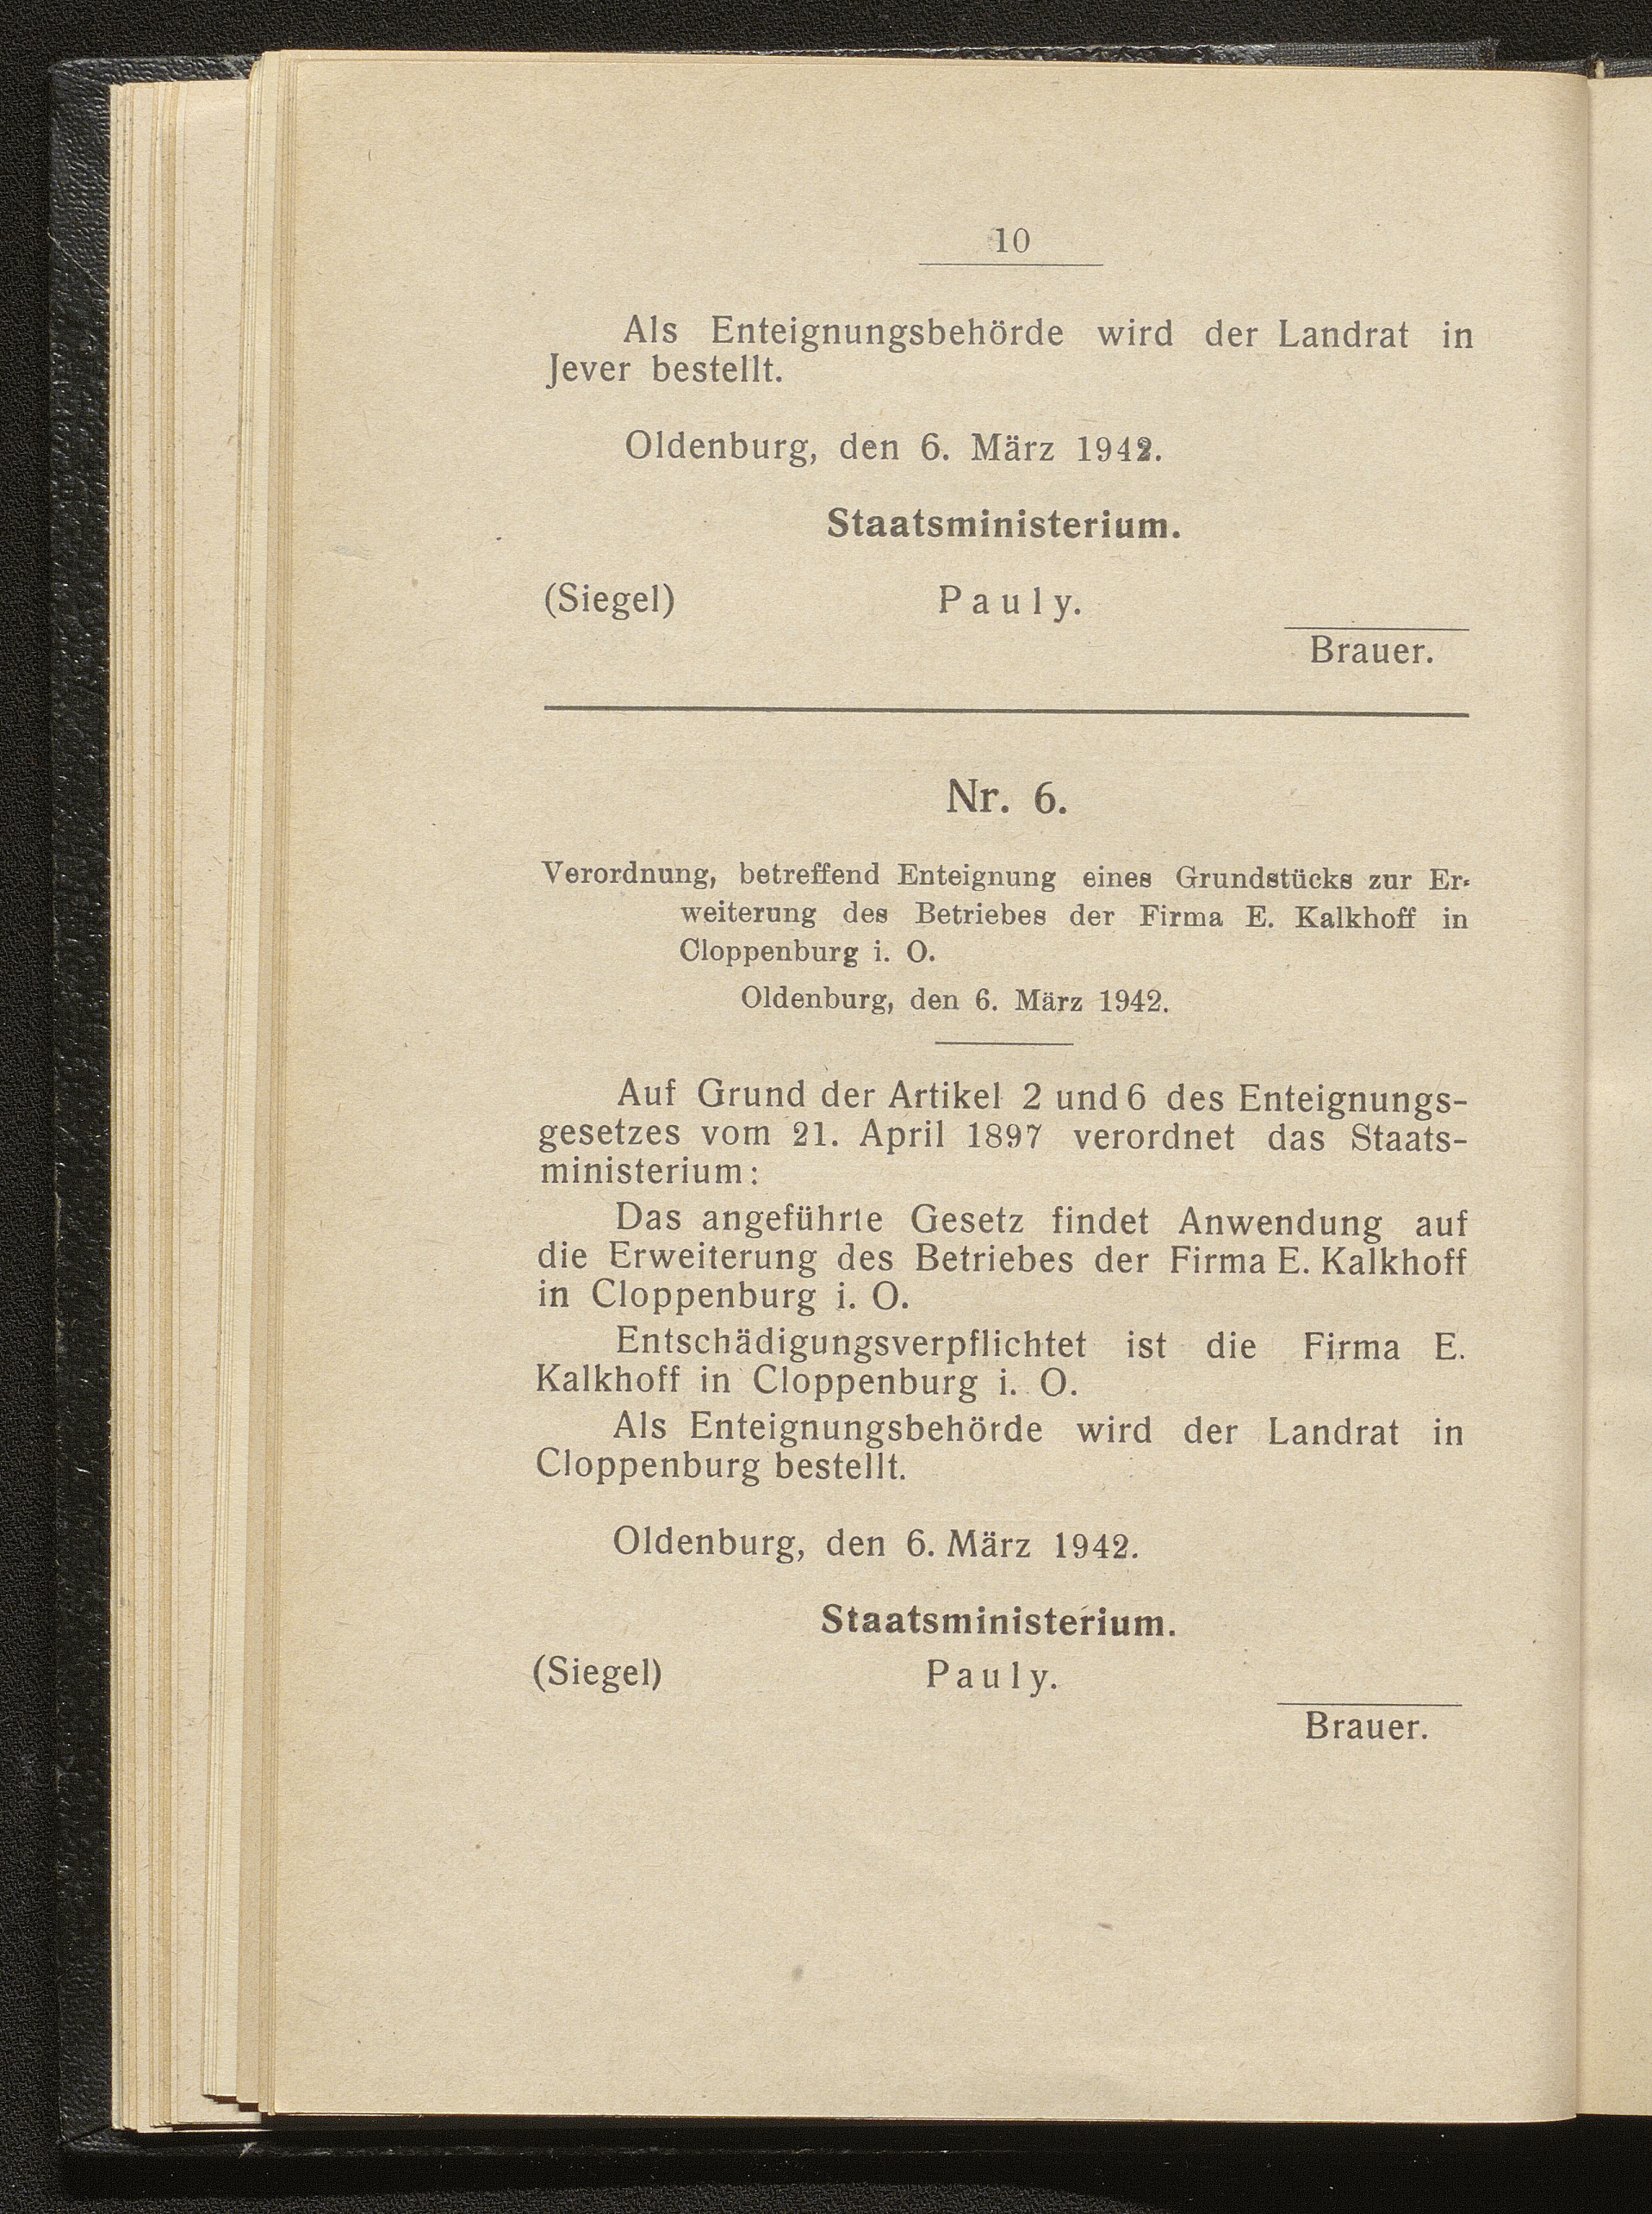 10
Als Enteignungsbehörde wird der Landrat in
Jever bestellt.
Oldenburg, den 6. März 1942.
Staatsministerium.
(Siegel) Pauly.
Brauer.
Nr. 6.
Verordnung, betreffend Enteignung eines Grundstücks zur Er-
weiterung des Betriebes der Firma E. Kalkhoff in
Cloppenburg i. O.
Oldenburg, den 6. März 1942.
Auf Grund der Artikel 2 und 6 des Enteignungs-
gesetzes vom 21. April 1897 verordnet das Staats-
ministerium:
Das angeführte Gesetz findet Anwendung auf
die Erweiterung des Betriebes der Firma E. Kalkhoff
in Cloppenburg i. O.
Entschädigungsverpflichtet ist die Firma E.
Kalkhoff in Cloppenburg i. O.
Als Enteignungsbehörde wird der Landrat in
Cloppenburg bestellt.
Oldenburg, den 6. März 1942.
Staatsministerium.
(Siegel) Pauly.
Brauer.